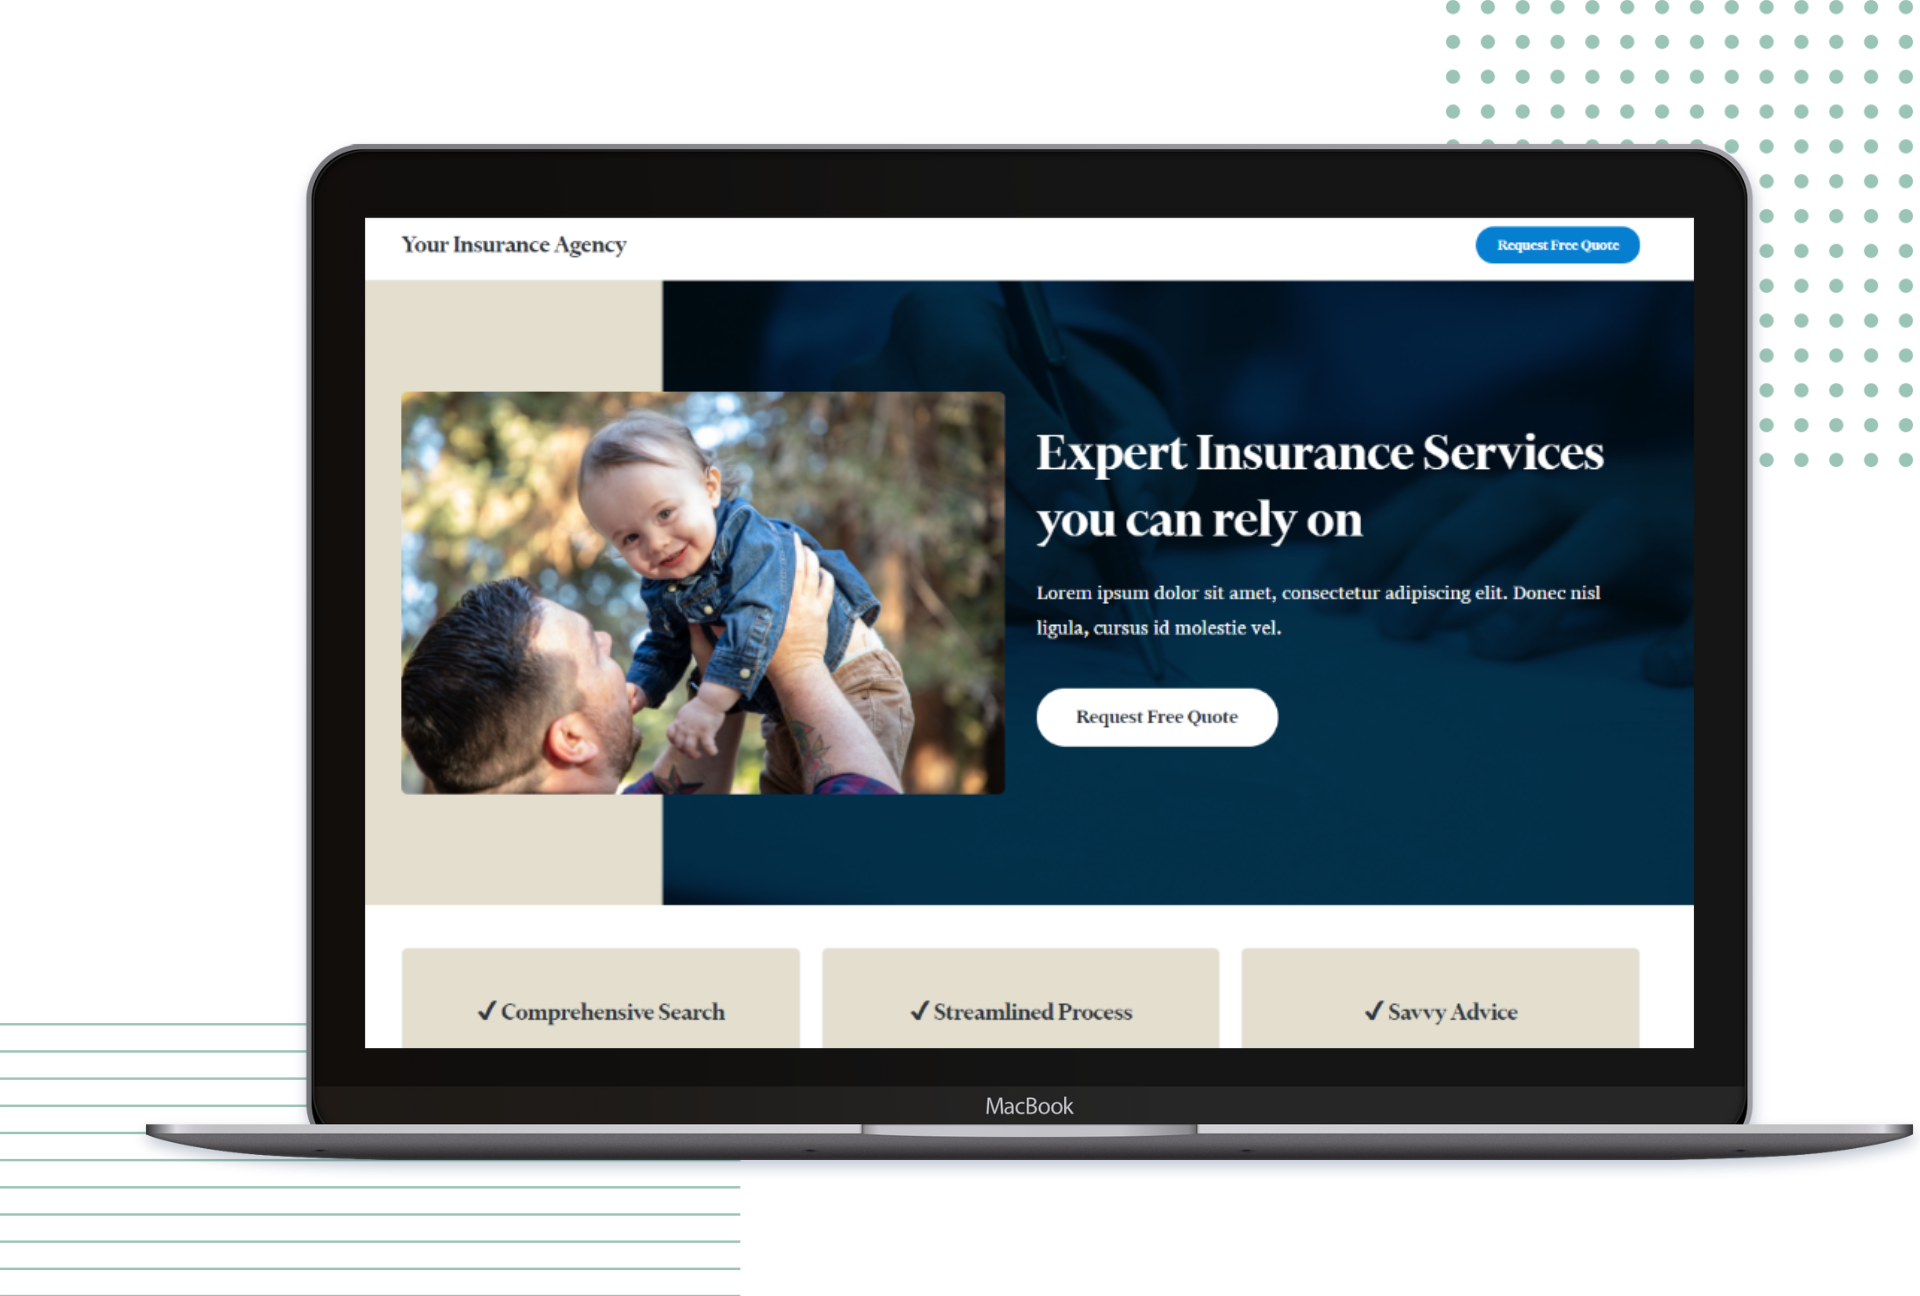 Your Insurance Agency
Request Free Quote
Expert Insurance Services
you can rely on
Lorem ipsum dolor sit amet, consectetur adipiscing elit. Donec nisl
ligula, cursus id molestie vel.
Request Free Quote
✓ Comprehensive Search
✓ Streamlined Process
✓ Savvy Advice
MacBook